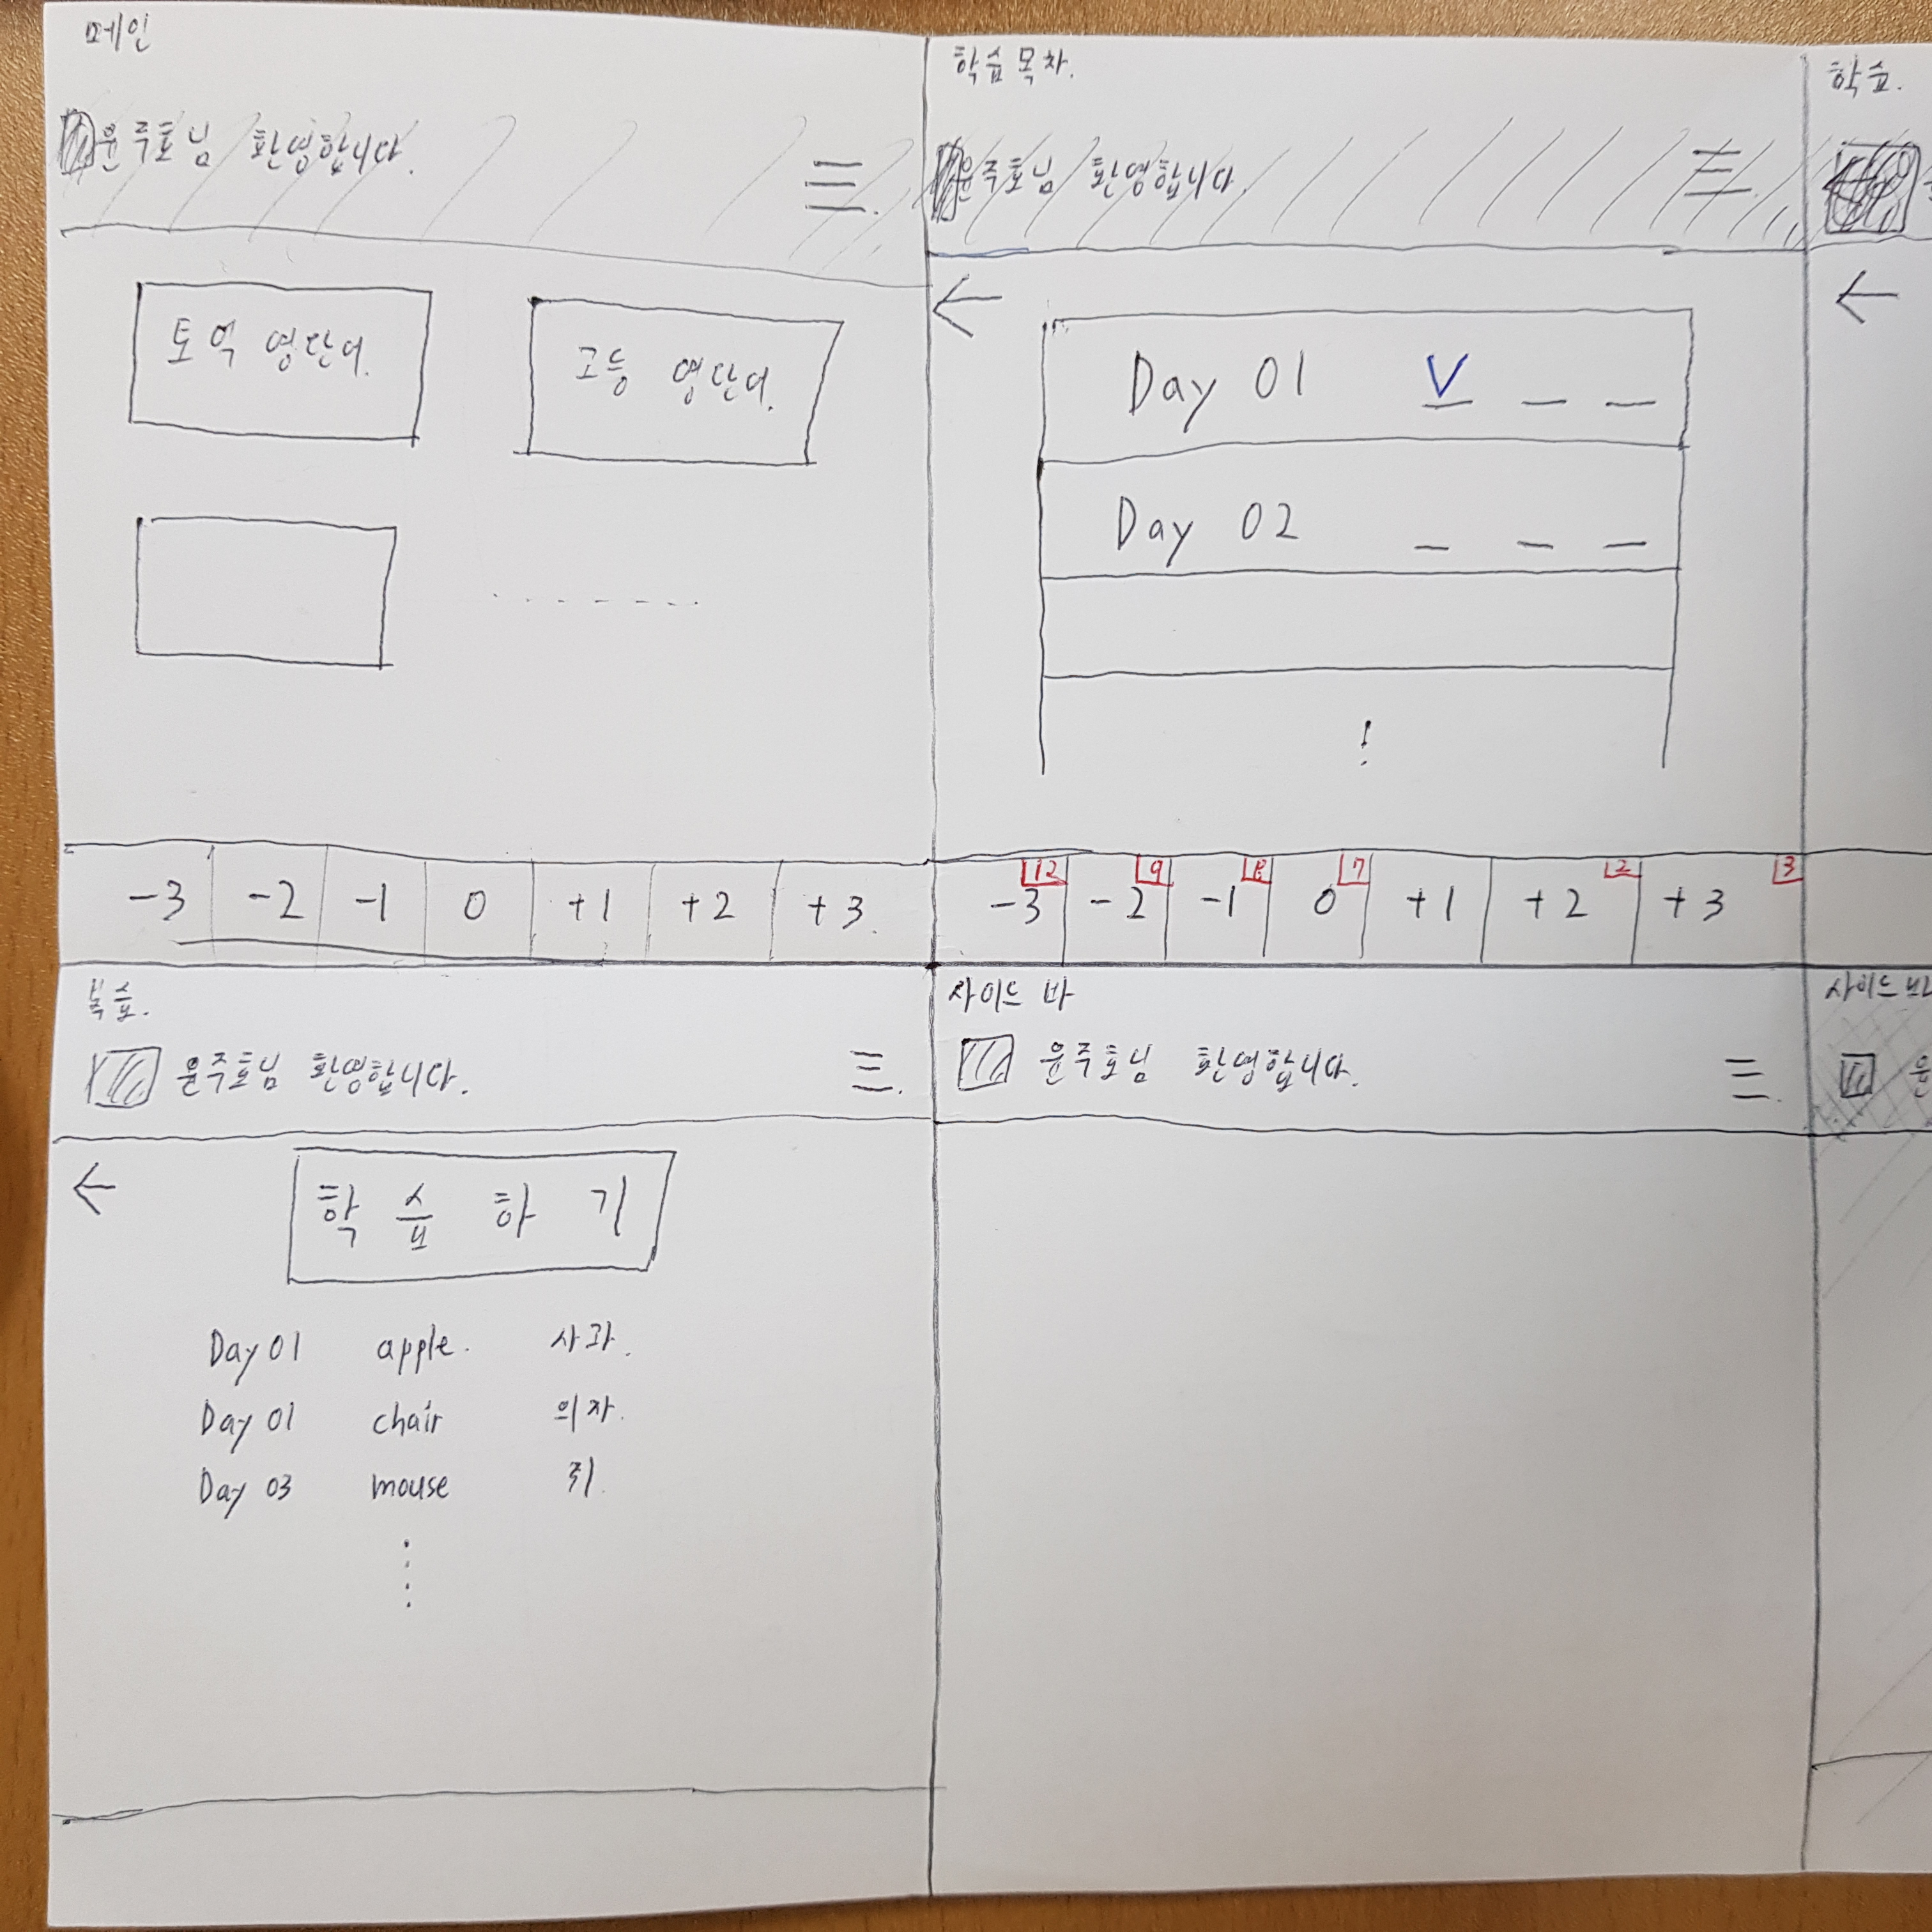 메인
윤주호님 환영합니다.
토익 영단어.
고등 영단어.
-3 -2 -1 0 +1 +2 +3.
학습목차.
윤주호님 환영합니다.
←
Day 01 V _ _ _
Day 02 _ _ _
12 9 8 7 2 3
-3 -2 -1 0 +1 +2 +3
학습.
←
복습.
윤주호님 환영합니다.
←
학습하기
Day 01 apple. 사과.
Day 01 chair 의자.
Day 03 mouse 쥐.
사이드 바
윤주호님 환영합니다.
사이드 바
윤